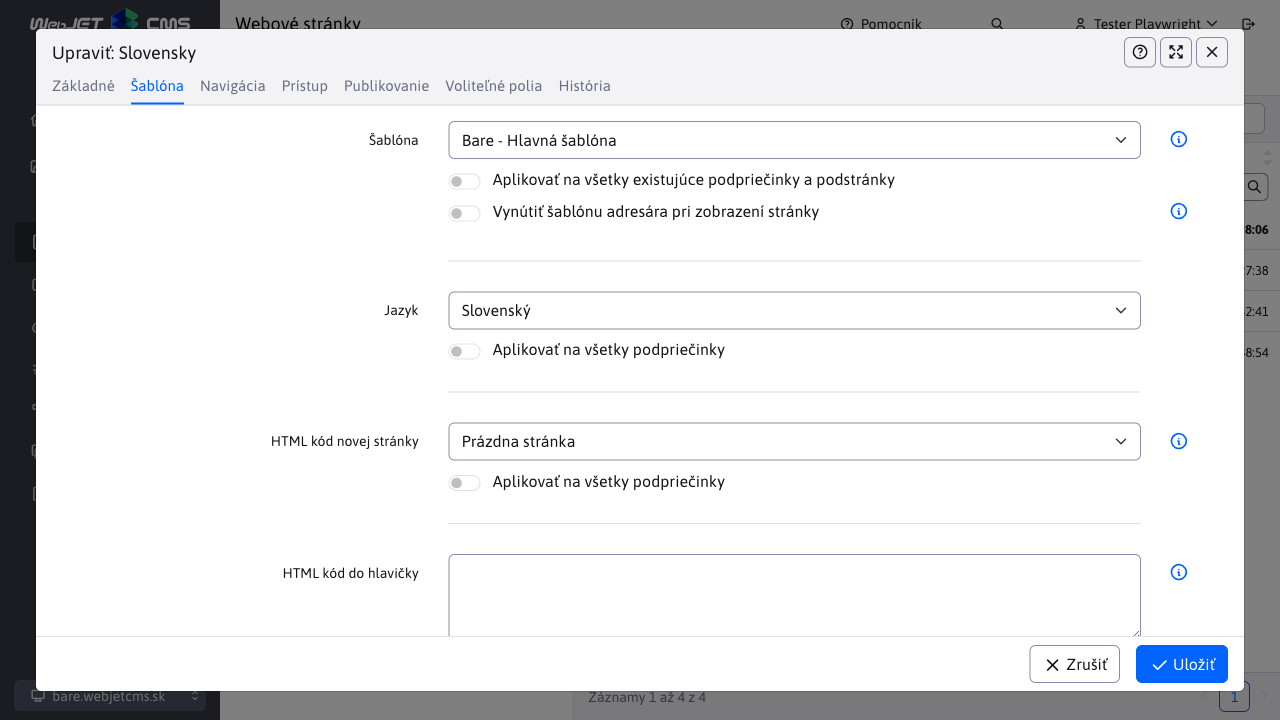 WebJET CMS
Webové stránky
Pomocník
Tester Playwright
Upraviť: Slovensky
Základné
Šablóna
Navigácia
Prístup
Publikovanie
Voliteľné polia
História
Šablóna
Bare - Hlavná šablóna
Aplikovať na všetky existujúce podpriečinky a podstránky
Vynútiť šablónu adresára pri zobrazení stránky
8:06
7:38
2:41
8:54
Jazyk
Slovenský
Aplikovať na všetky podpriečinky
HTML kód novej stránky
Prázdna stránka
Aplikovať na všetky podpriečinky
HTML kód do hlavičky
Zrušiť
Uložiť
bare.webjetcms.sk
Záznamy 1 až 4 z 4
1